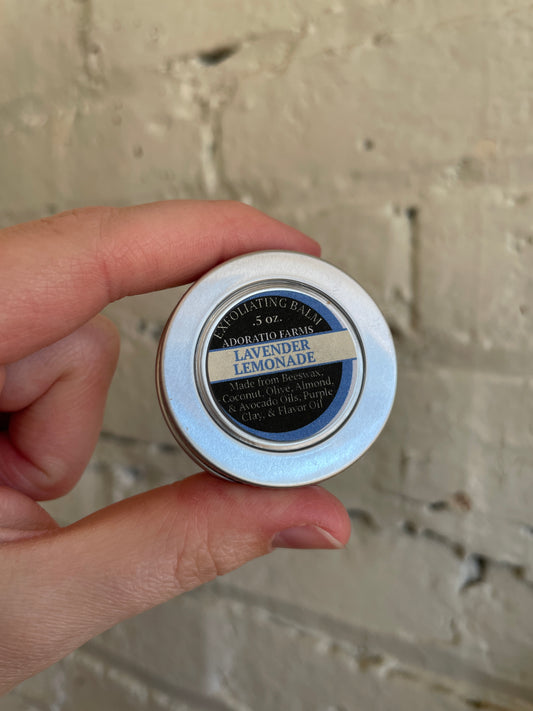 EXFOLIATING BALM
.5 oz.
ADORATIO FARMS
LAVENDER
LEMONADE
Made from Beeswax,
Coconut, Olive, Almond,
& Avocado Oils, Purple
Clay, & Flavor Oil